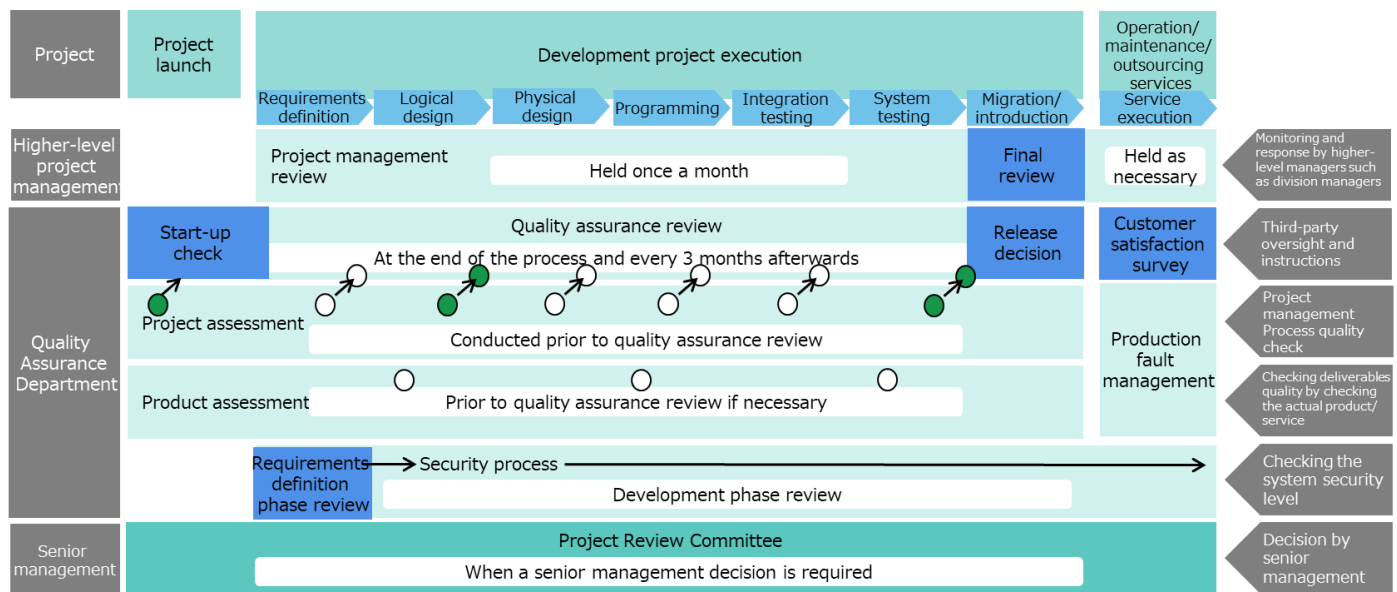 Project
Project
launch
Development project execution
Operation/
maintenance/
outsourcing
services
Requirements
definition
Logical
design
Physical
design
Programming
Integration
testing
System
testing
Migration/
introduction
Service
execution
Higher-level
project
management
Project management
review
Held once a month
Final
review
Held as
necessary
Monitoring and
response by higher-
level managers such
as division managers
Quality
Assurance
Department
Start-up
check
Quality assurance review
At the end of the process and every 3 months afterwards
Release
decision
Customer
satisfaction
survey
Third-party
oversight and
instructions
Project assessment
Conducted prior to quality assurance review
Production
fault
management
Project
management
Process quality
check
Product assessment
Prior to quality assurance review if necessary
Checking deliverables
quality by checking
the actual product/
service
Requirements
definition
phase review
Security process
Development phase review
Checking the
system security
level
Senior
management
Project Review Committee
When a senior management decision is required
Decision by
senior
management